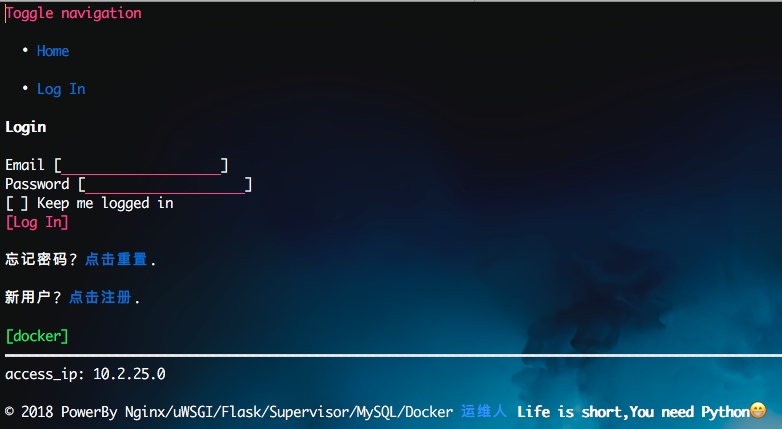 Toggle navigation
• Home
• Log In
Login
Email [____________________]
Password [____________________]
[ ] Keep me logged in
[Log In]
忘记密码? 点击重置.
新用户? 点击注册.
[docker]
access_ip: 10.2.25.0
© 2018 PowerBy Nginx/uWSGI/Flask/Supervisor/MySQL/Docker 运维人 Life is short,You need Python😁